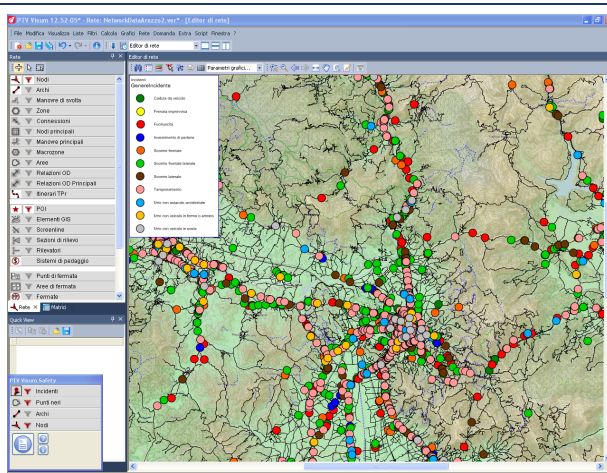 PTV Visum 12.52-05* - Rete: NetworkDataArezzo2.ver* - [Editor di rete]
File Modifica Visualizza Liste Filtri Calcola Grafici Rete Domanda Extra Script Finestra ?
Editor di rete
Rete
Editor di rete
Parametri grafici...
Nodi
Archi
Manovre di svolta
Zone
Connessioni
Nodi principali
Manovre principali
Macrozone
Aree
Relazioni OD
Relazioni OD Principali
Itinerari TPr
POI
Elementi GIS
Screenline
Sezioni di rilievo
Rilevatori
Sistemi di pedaggio
Punti di fermata
Aree di fermata
Fermate
Rete
Matrici
Quick View
PTV Visum Safety
Incidenti
Punti neri
Archi
Nodi
Incidenti
GenereIncidente
Caduta da veicolo
Frenata improvvisa
Fuoriuscita
Investimento di pedone
Scontro frontale
Scontro frontale-laterale
Scontro laterale
Tamponamento
Urto con ostacolo accidentale
Urto con veicolo in fermata o arresto
Urto con veicolo in sosta